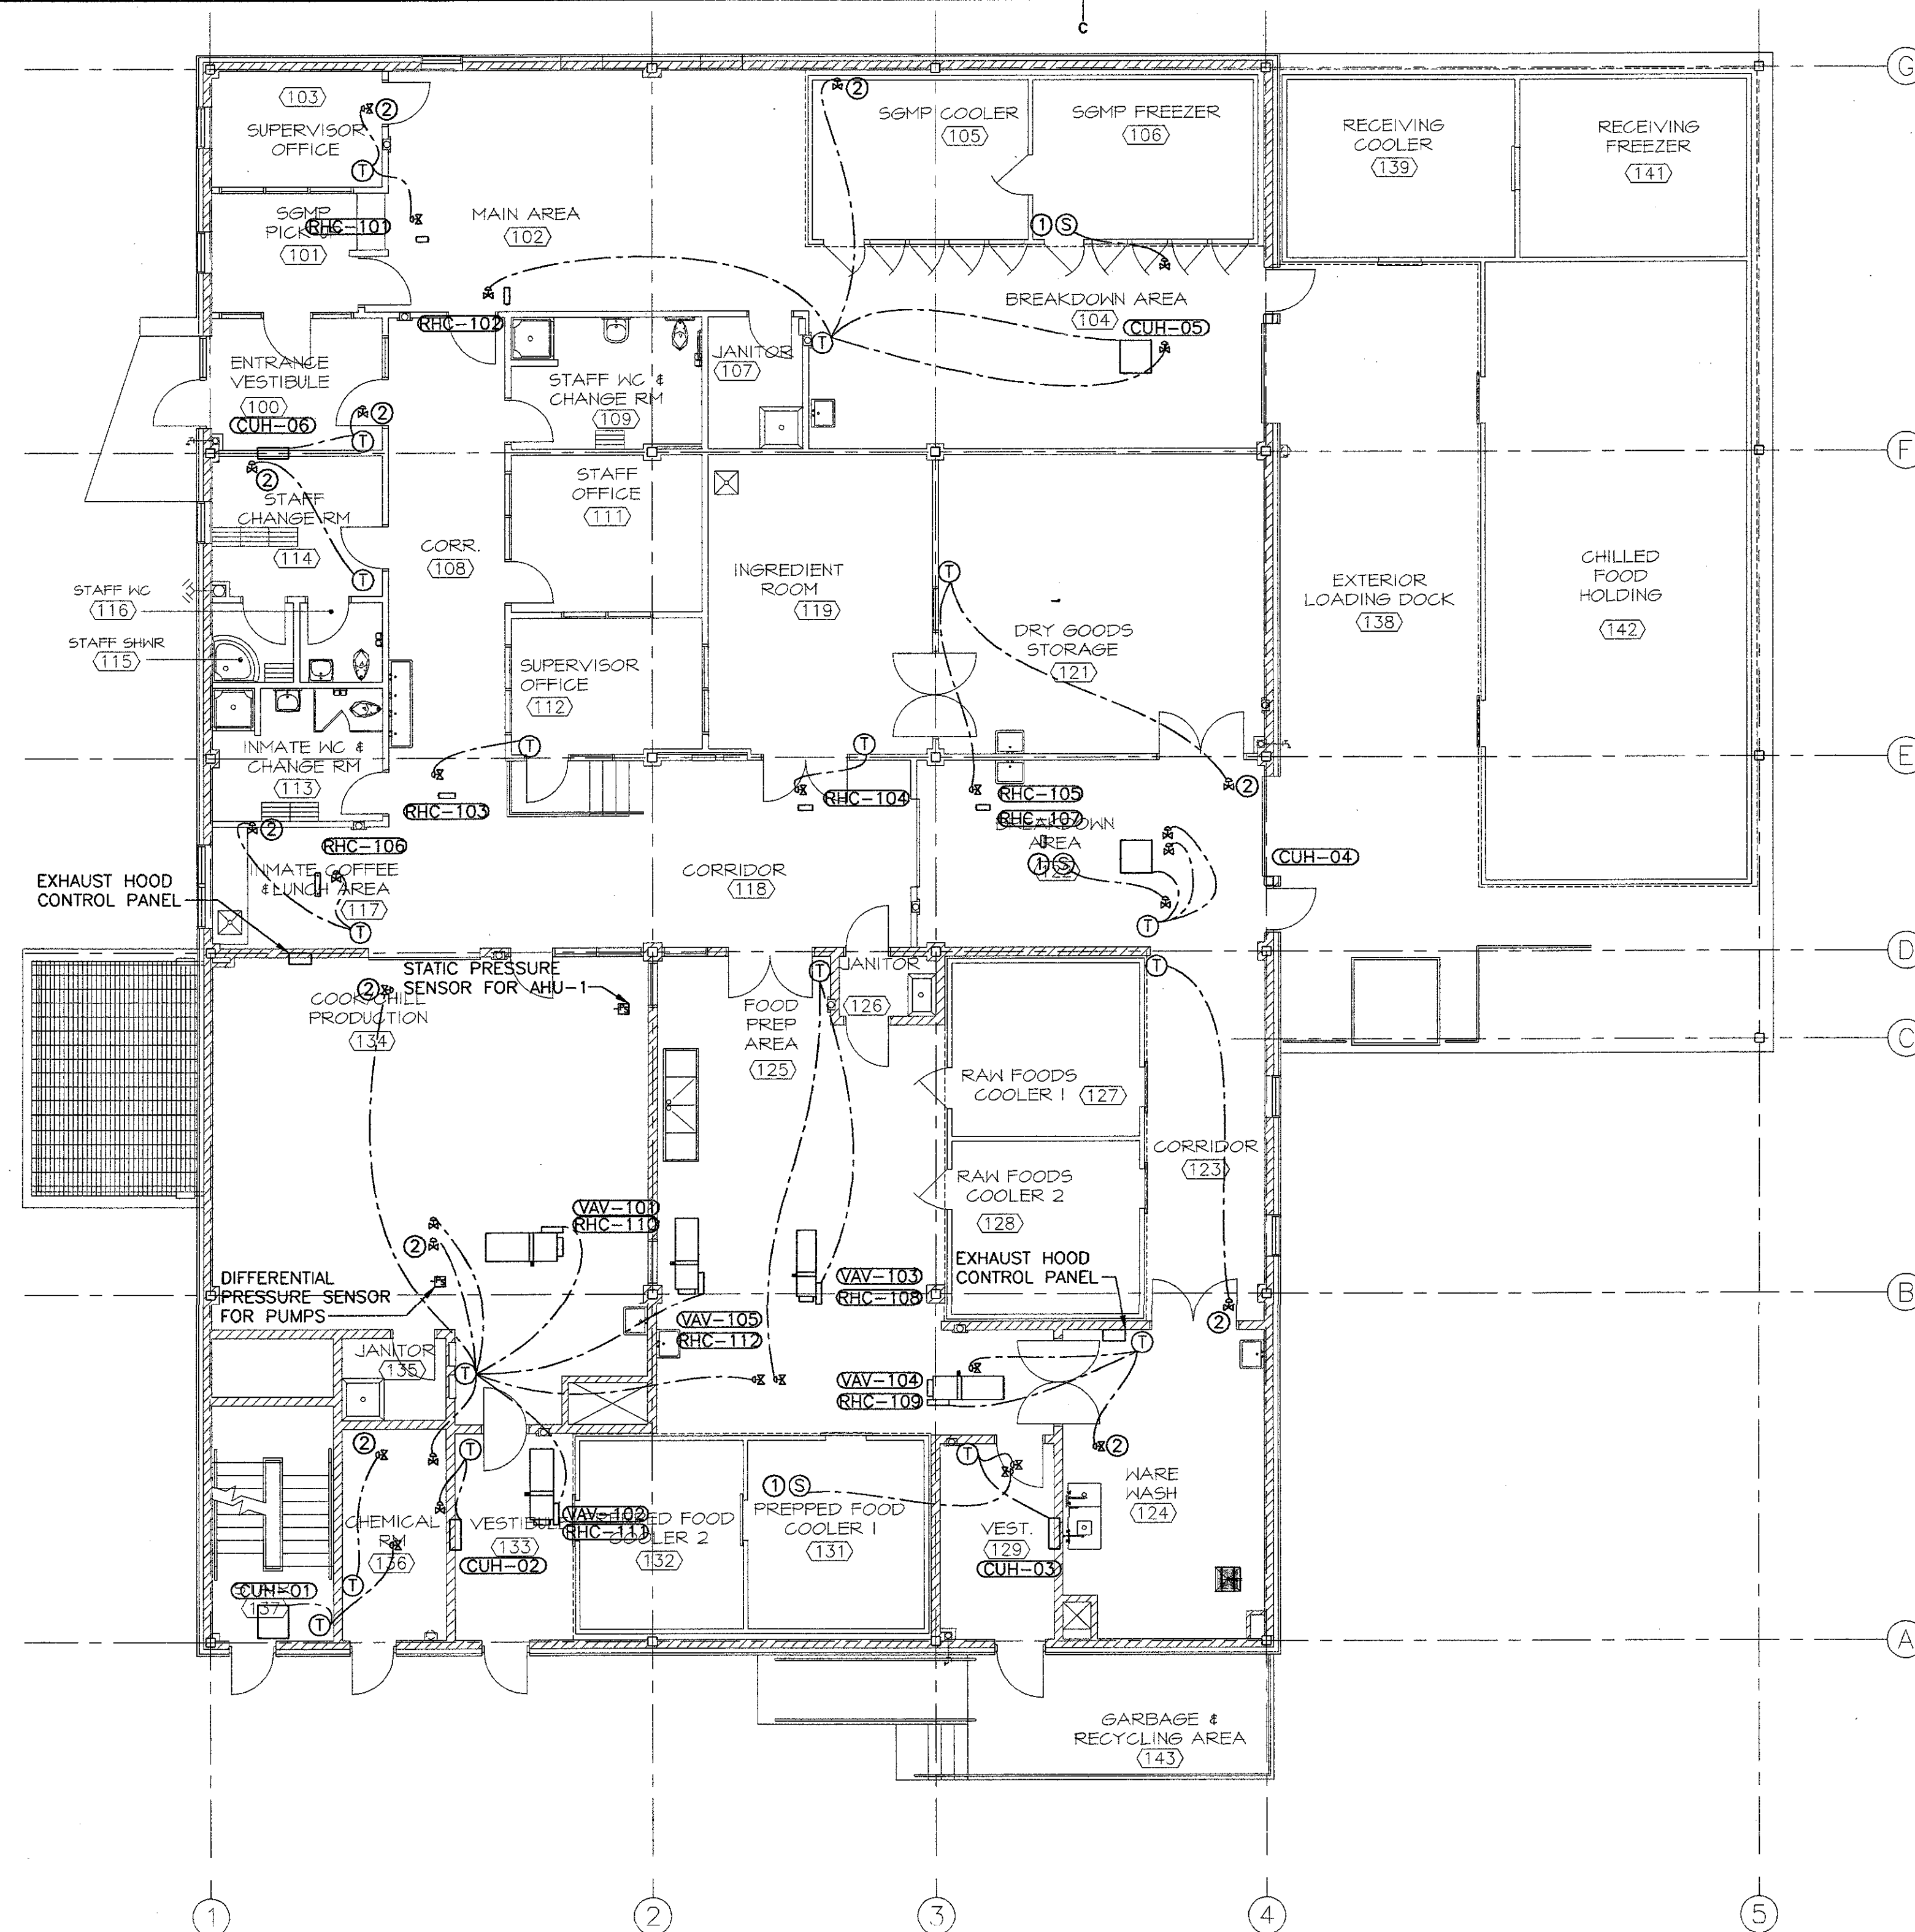 C
G
103
2
SUPERVISOR
OFFICE
T
SGMP COOLER
105
SGMP FREEZER
106
2
RECEIVING
COOLER
139
RECEIVING
FREEZER
141
SGMP
RHC-101
101
MAIN AREA
102
1 S
BREAKDOWN AREA
104
CUH-05
RHC-102
T
JANITOR
107
ENTRANCE
VESTIBULE
100
CUH-06
2
T
STAFF WC &
CHANGE RM
109
F
2
STAFF
CHANGE RM
114
T
STAFF
OFFICE
111
CORR.
108
INGREDIENT
ROOM
119
T
DRY GOODS
STORAGE
121
EXTERIOR
LOADING DOCK
138
CHILLED
FOOD
HOLDING
142
STAFF WC
116
STAFF SHWR
115
SUPERVISOR
OFFICE
112
INMATE WC &
CHANGE RM
113
T
T
E
RHC-103
RHC-104
RHC-105
RHC-107
BREAKDOWN
AREA
122
1 S
2
T
CUH-04
2
RHC-106
INMATE COFFEE
& LUNCH AREA
117
T
EXHAUST HOOD
CONTROL PANEL
CORRIDOR
118
D
STATIC PRESSURE
SENSOR FOR AHU-1
2
COOK/CHILL
PRODUCTION
134
T
JANITOR
126
FOOD
PREP
AREA
125
T
C
RAW FOODS
COOLER 1 127
RAW FOODS
COOLER 2
128
CORRIDOR
123
VAV-101
RHC-110
2
DIFFERENTIAL
PRESSURE SENSOR
FOR PUMPS
EXHAUST HOOD
CONTROL PANEL
VAV-103
RHC-108
B
VAV-105
RHC-112
2
T
JANITOR
135
T
VAV-104
RHC-109
2
2
T
T
1 S
WARE
WASH
124
CHEMICAL
RM
136
VESTIBULE
133
CUH-02
VAV-102
RHC-111
PREPPED FOOD
COOLER 2
132
PREPPED FOOD
COOLER 1
131
VEST.
129
CUH-03
T
CUH-01
137
T
A
GARBAGE &
RECYCLING AREA
143
1
2
3
4
5